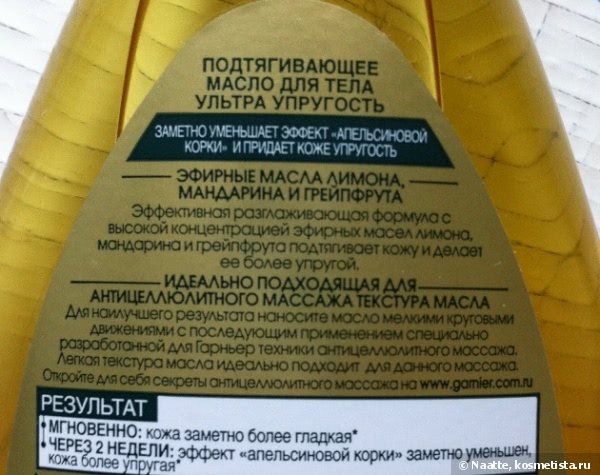 ПОДТЯГИВАЮЩЕЕ
МАСЛО ДЛЯ ТЕЛА
УЛЬТРА УПРУГОСТЬ
ЗАМЕТНО УМЕНЬШАЕТ ЭФФЕКТ «АПЕЛЬСИНОВОЙ
КОРКИ» И ПРИДАЕТ КОЖЕ УПРУГОСТЬ
ЭФИРНЫЕ МАСЛА ЛИМОНА,
МАНДАРИНА И ГРЕЙПФРУТА
Эффективная разглаживающая формула с
высокой концентрацией эфирных масел лимона,
мандарина и грейпфрута подтягивает кожу и делает
ее более упругой.
ИДЕАЛЬНО ПОДХОДЯЩАЯ ДЛЯ
АНТИЦЕЛЛЮЛИТНОГО МАССАЖА ТЕКСТУРА МАСЛА
Для наилучшего результата наносите масло мелкими круговыми
движениями с последующим применением специально
разработанной для Гарньер техники антицеллюлитного массажа.
Легкая текстура масла идеально подходит для данного массажа.
Откройте для себя секреты антицеллюлитного массажа на www.garnier.com.ru
РЕЗУЛЬТАТ
•МГНОВЕННО: кожа заметно более гладкая*
•ЧЕРЕЗ 2 НЕДЕЛИ: эффект «апельсиновой корки» заметно уменьшен,
кожа более упругая*
© Naatte, kosmetista.ru